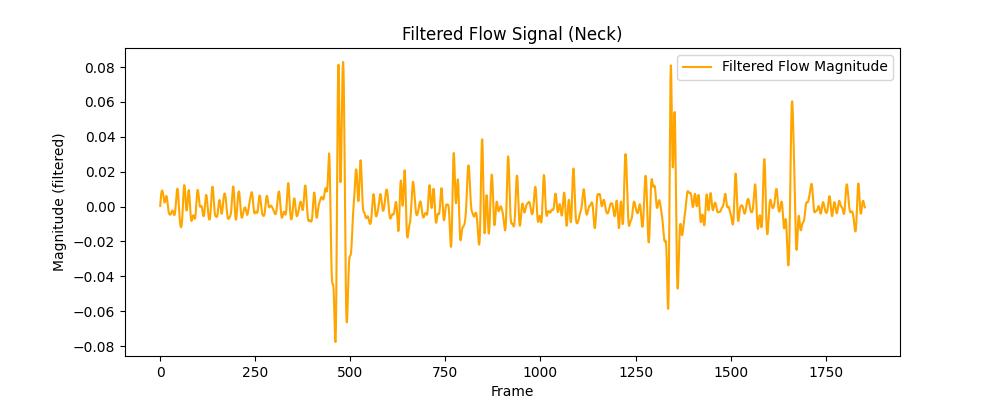 Filtered Flow Signal (Neck)
Filtered Flow Magnitude
Magnitude (filtered)
0.08
0.06
0.04
0.02
0.00
−0.02
−0.04
−0.06
−0.08
0 250 500 750 1000 1250 1500 1750
Frame